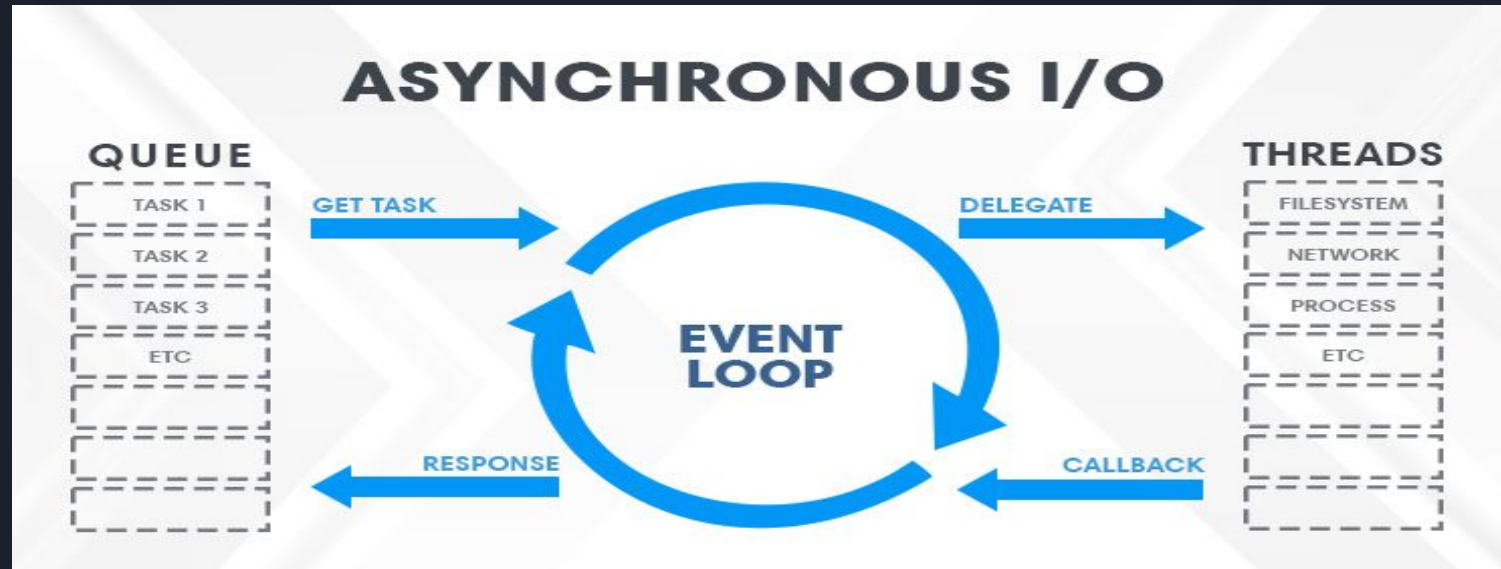 ASYNCHRONOUS I/O
QUEUE
TASK 1
TASK 2
TASK 3
ETC
GET TASK
RESPONSE
EVENT
LOOP
DELEGATE
CALLBACK
THREADS
FILESYSTEM
NETWORK
PROCESS
ETC